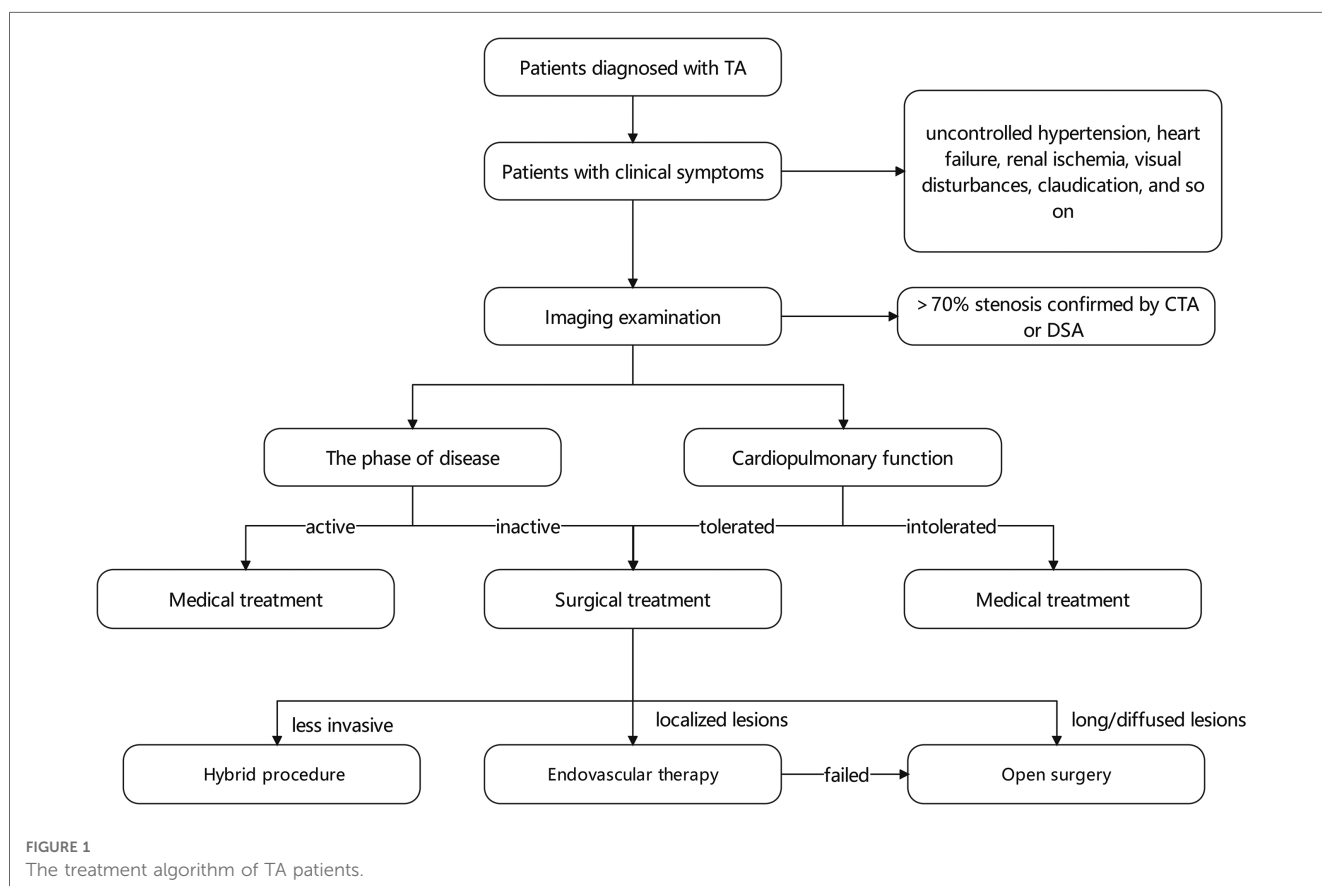 Patients diagnosed with TA
Patients with clinical symptoms
uncontrolled hypertension, heart
failure, renal ischemia, visual
disturbances, claudication, and so
on
Imaging examination
> 70% stenosis confirmed by CTA
or DSA
The phase of disease
Cardiopulmonary function
active
inactive
tolerated
intolerated
Medical treatment
Surgical treatment
Medical treatment
less invasive
localized lesions
long/diffused lesions
Hybrid procedure
Endovascular therapy
failed
Open surgery
FIGURE 1
The treatment algorithm of TA patients.